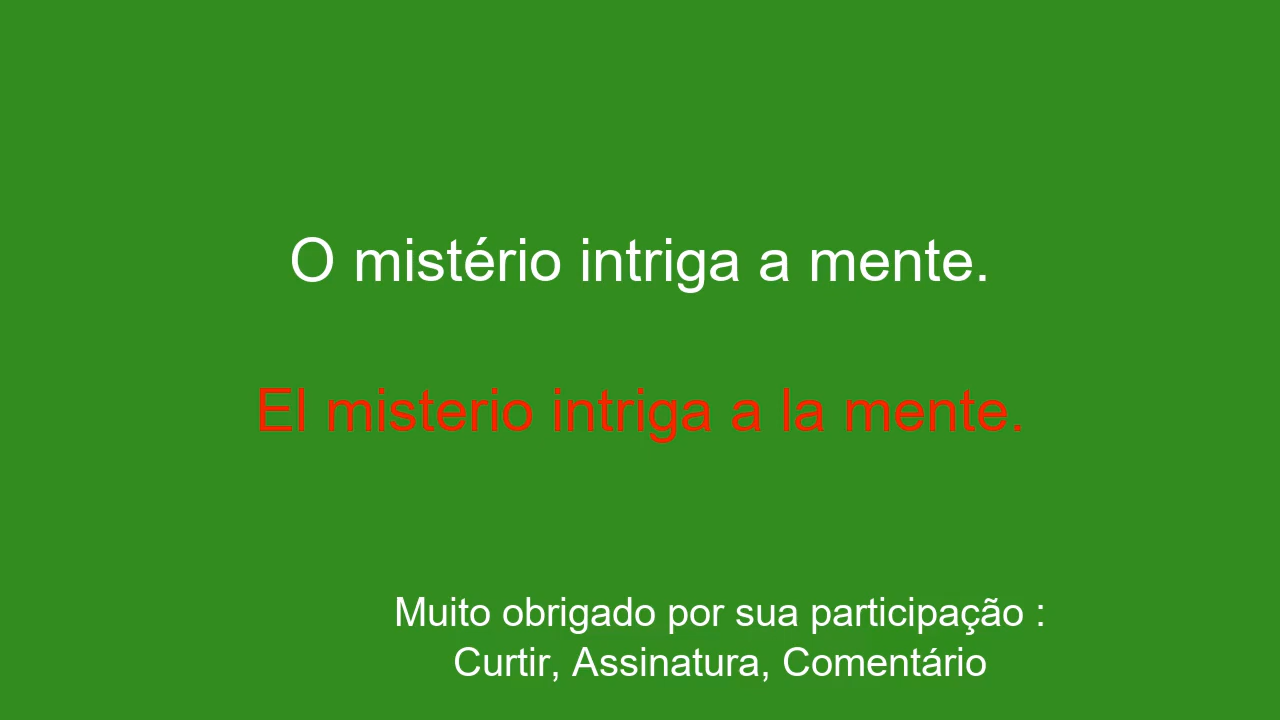 O mistério intriga a mente.
El misterio intriga a la mente.
Muito obrigado por sua participação :
Curtir, Assinatura, Comentário